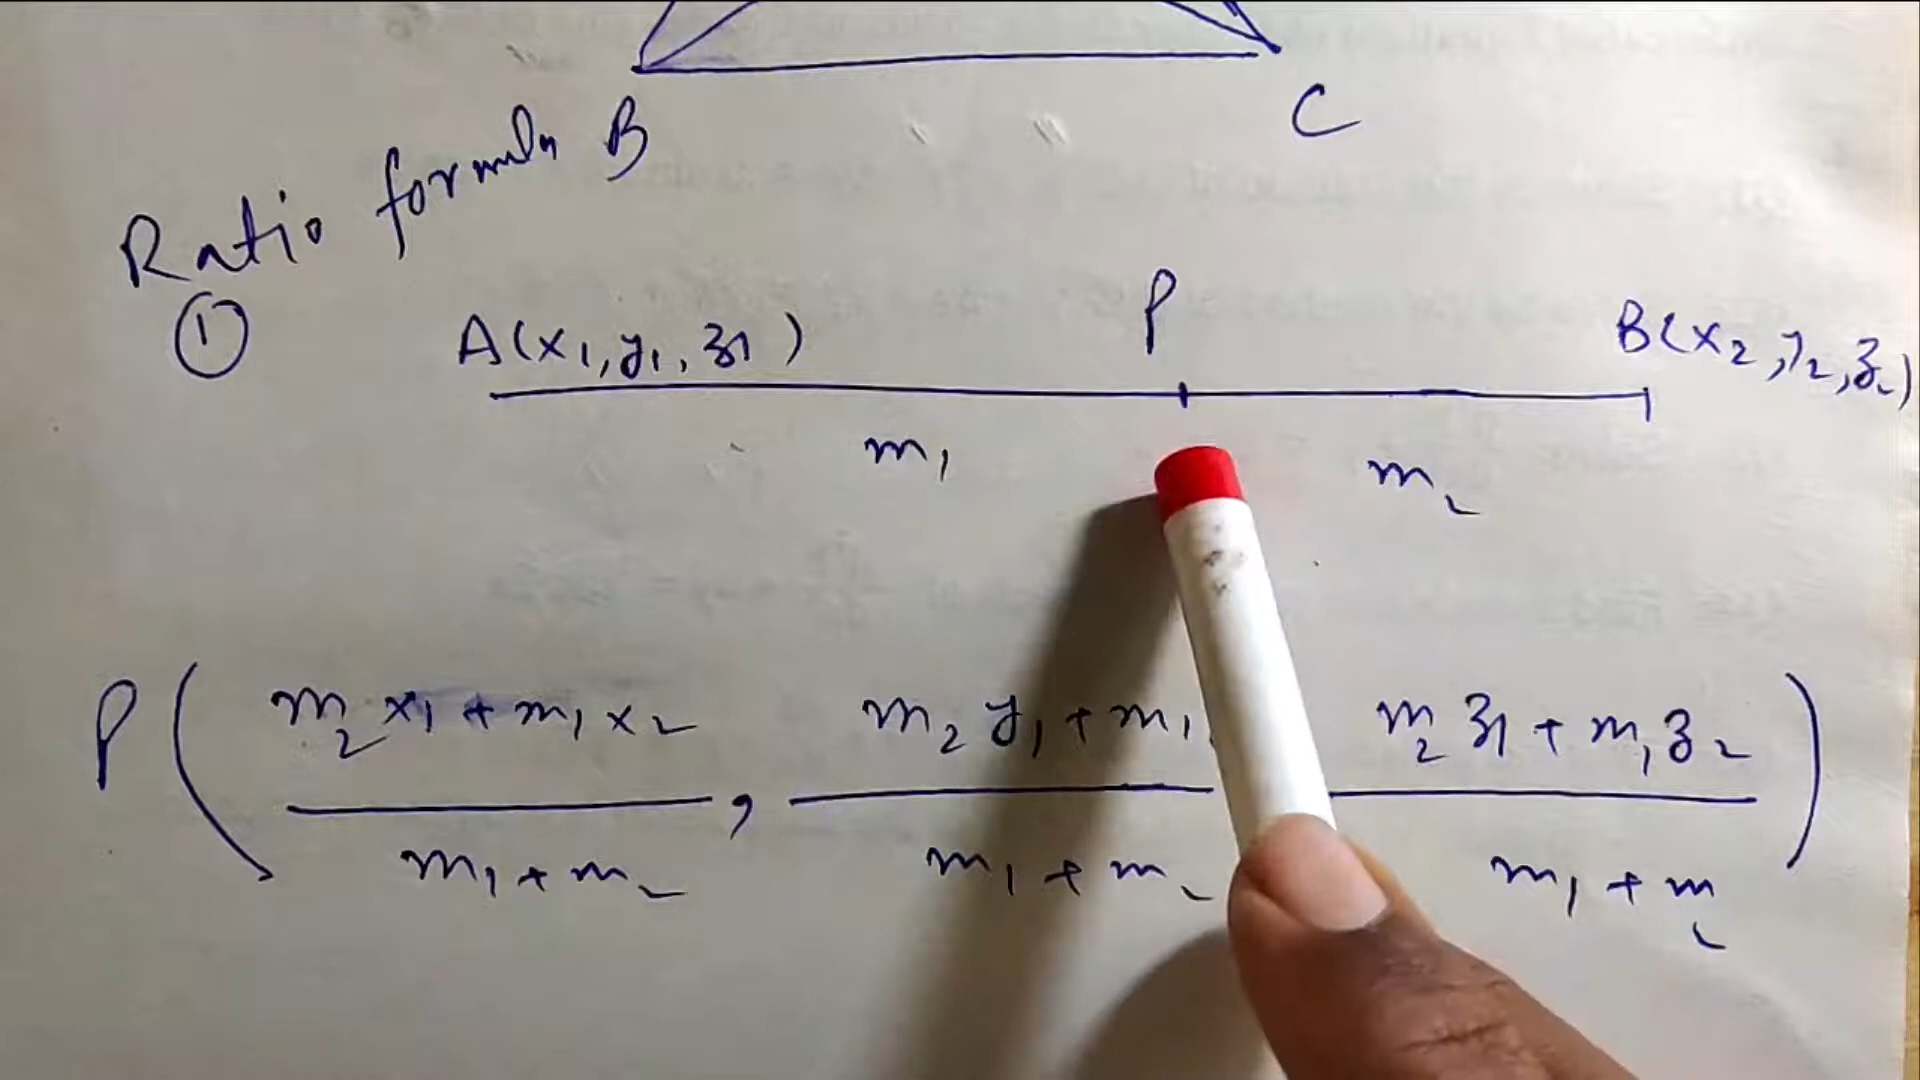 C
Ratio formula B
①
A(x₁, y₁, z₁) P B(x₂, y₂, z₂)
m₁ m₂
P ( m₂x₁ + m₁x₂ / m₁ + m₂ , m₂y₁ + m₁ / m₁ + m₂ m₂z₁ + m₁z₂ / m₁ + m₂ )